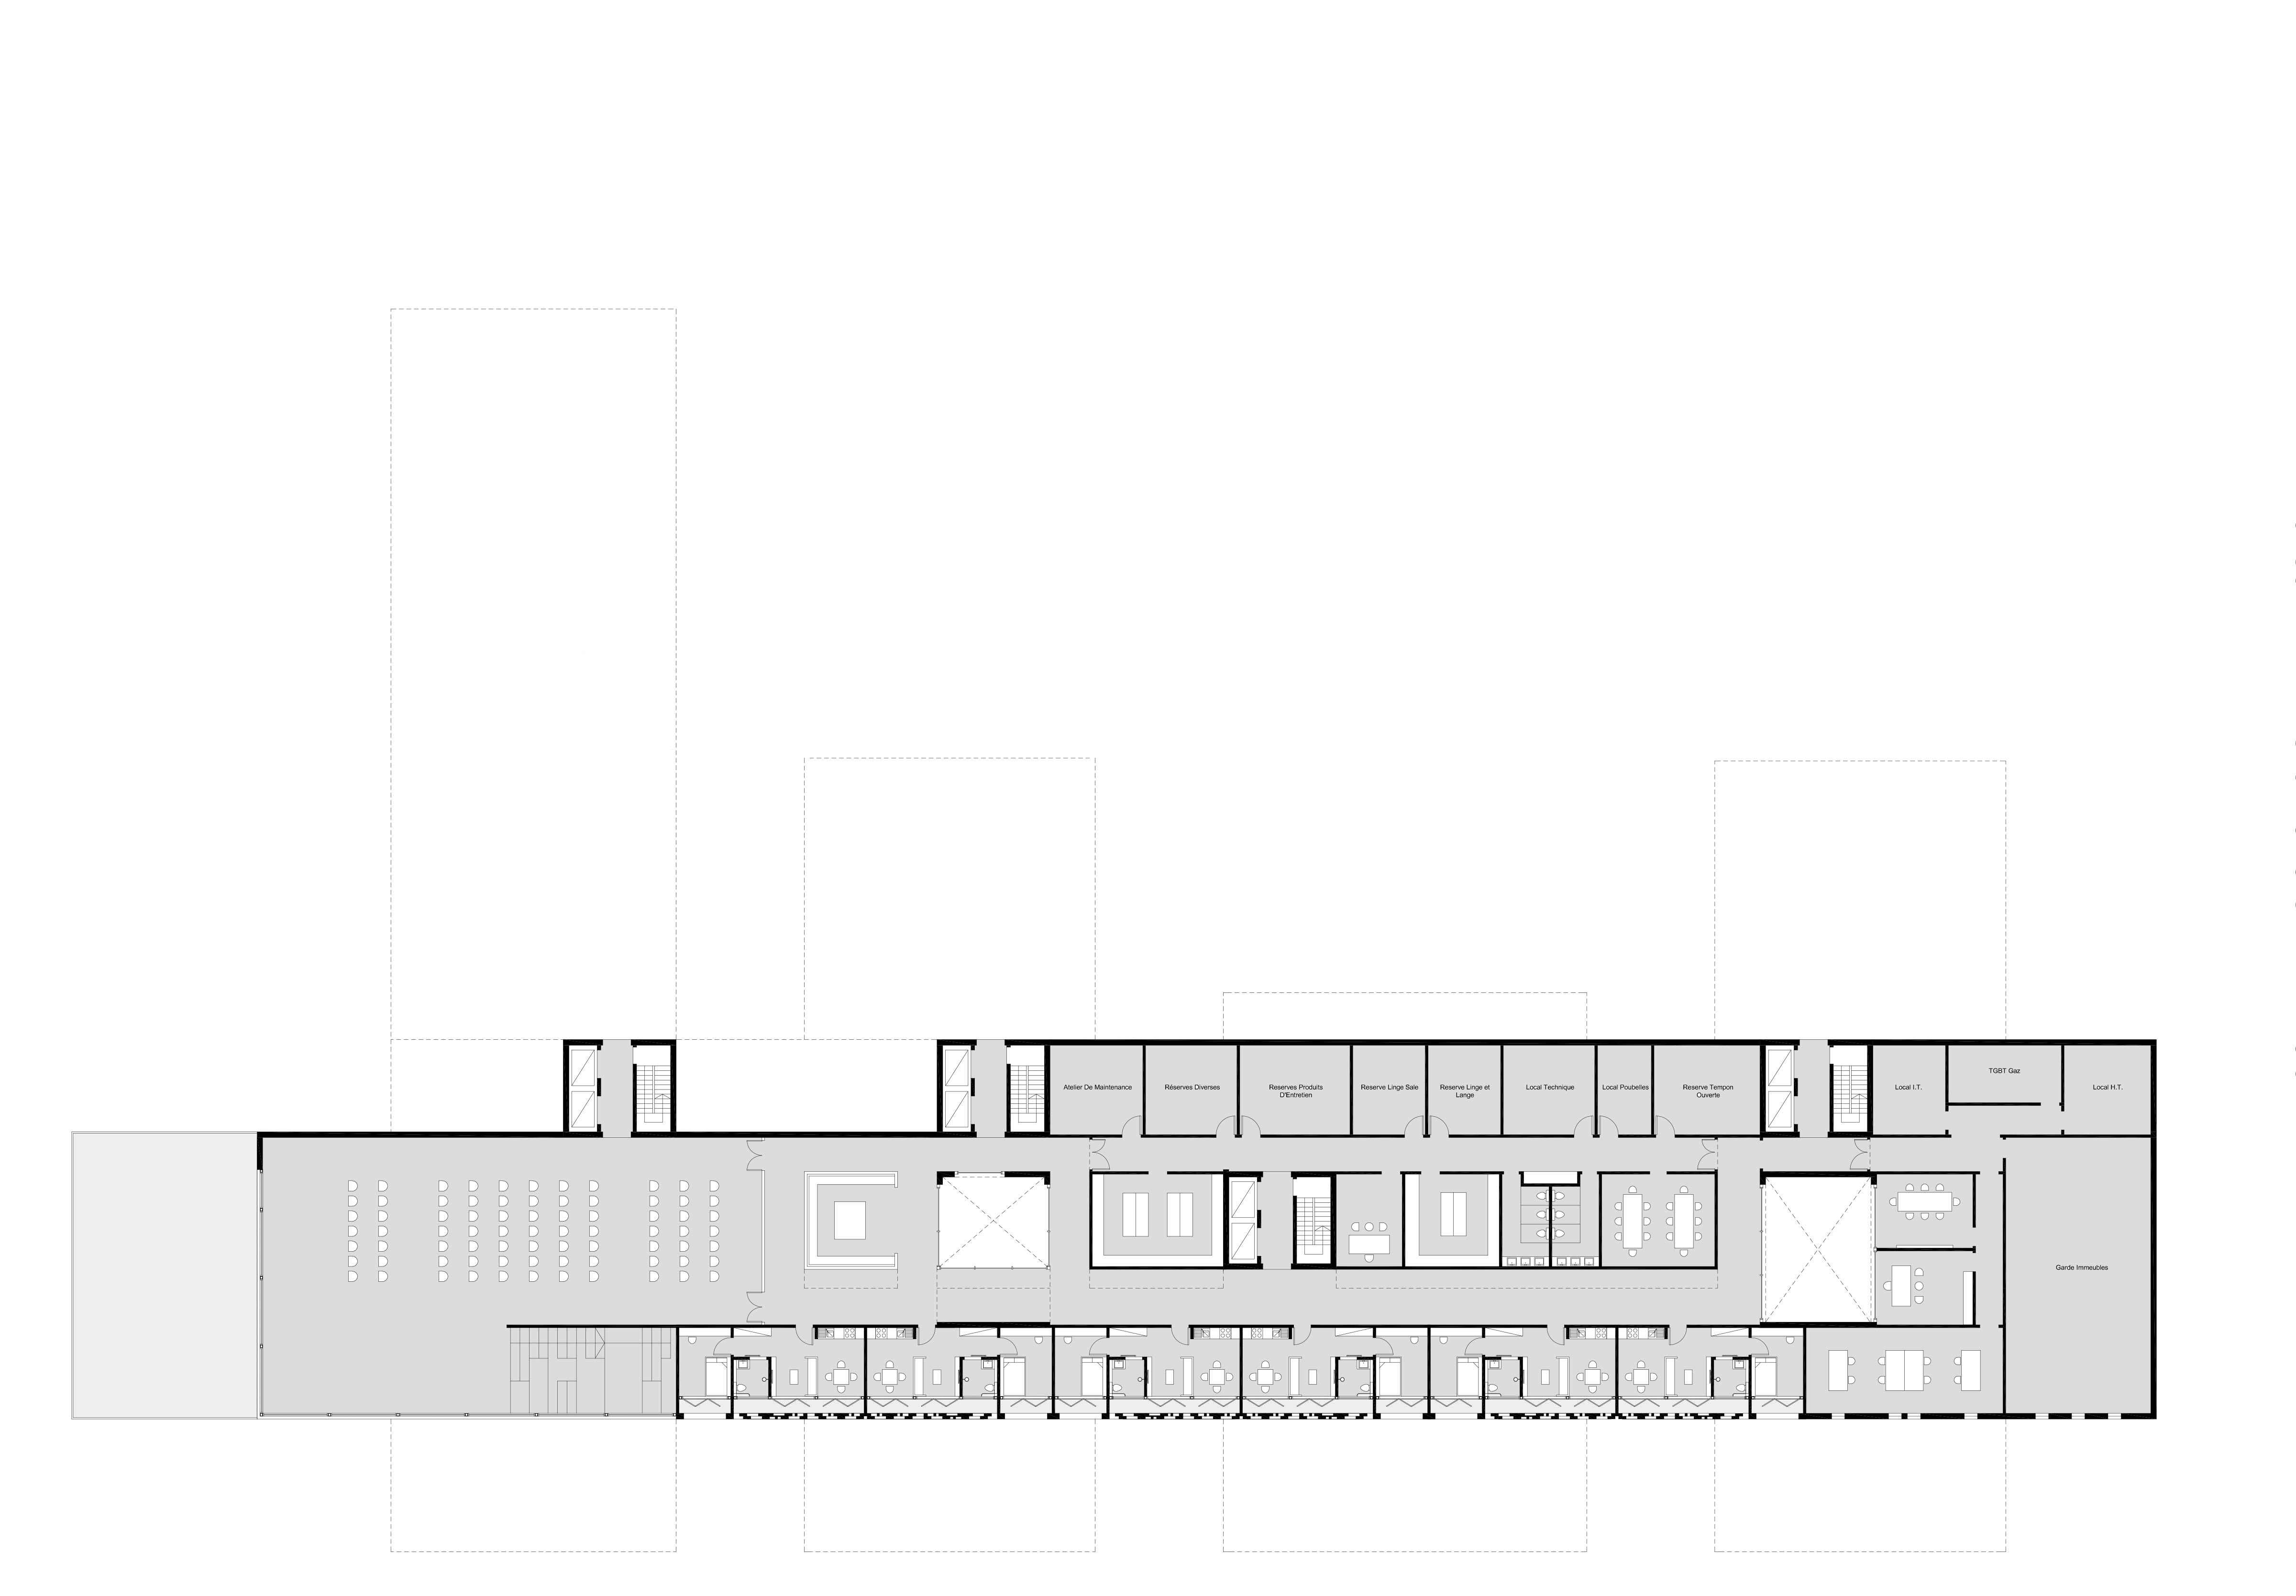 Atelier De Maintenance
Réserves Diverses
Reserves Produits
D'Entretien
Reserve Linge Sale
Reserve Linge et
Lange
Local Technique
Local Poubelles
Reserve Tempon
Ouverte
Local I.T.
TGBT Gaz
Local H.T.
Garde Immeubles